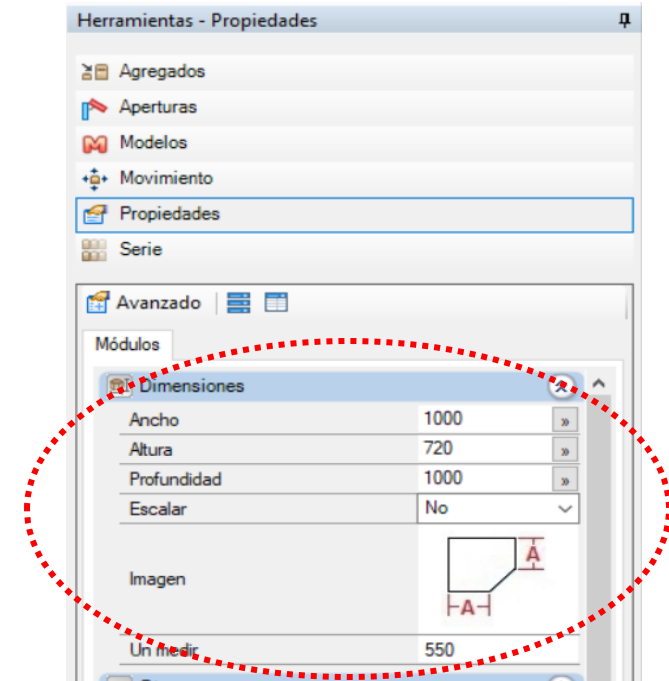 Herramientas - Propiedades
Agregados
Aperturas
Modelos
Movimiento
Propiedades
Serie
Avanzado
Módulos
Dimensiones
Ancho 1000 »
Altura 720 »
Profundidad 1000 »
Escalar No
Imagen A
A
Un medir 550